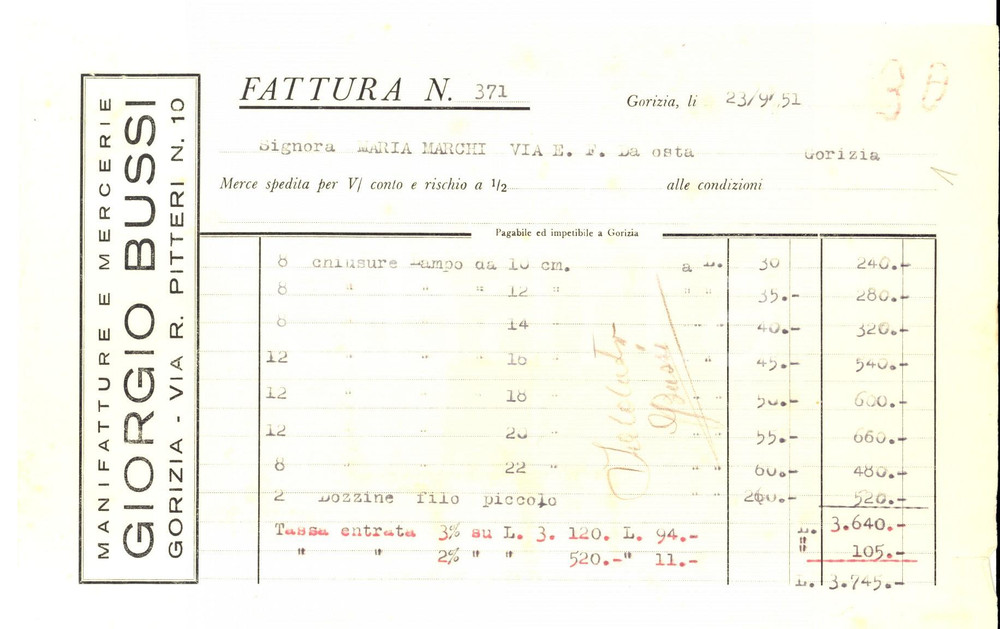 MANIFATTURE E MERCERIE
GIORGIO BUSSI
GORIZIA - VIA R. PITTERI N. 10
FATTURA N. 371
Gorizia, li 23/9/51
30
1
Signora MARIA MARCHI VIA E. F. Da osta Gorizia
Merce spedita per V/ conto e rischio a 1/2 alle condizioni
Pagabile ed impetibile a Gorizia
8 chiusure Lampo da 10 cm. a L. 30 240.-
8 " " " 12 " " " 35.- 280.-
8 " " 14 " " 40.- 320.-
12 " " " 16 " " 45.- 540.-
12 " " 18 50.- 600.-
12 " " 20 " " 55.- 660.-
8 " " 22 " " " 60.- 480.-
2 Dozzine filo piccolo " " 260.- 520.-
L. 3.640.-
Tassa entrata 3% su L. 3. 120. L. 94.-
" " 2% " " 520.-" 11.-
" 105.-
L. 3.745.-
Bussi